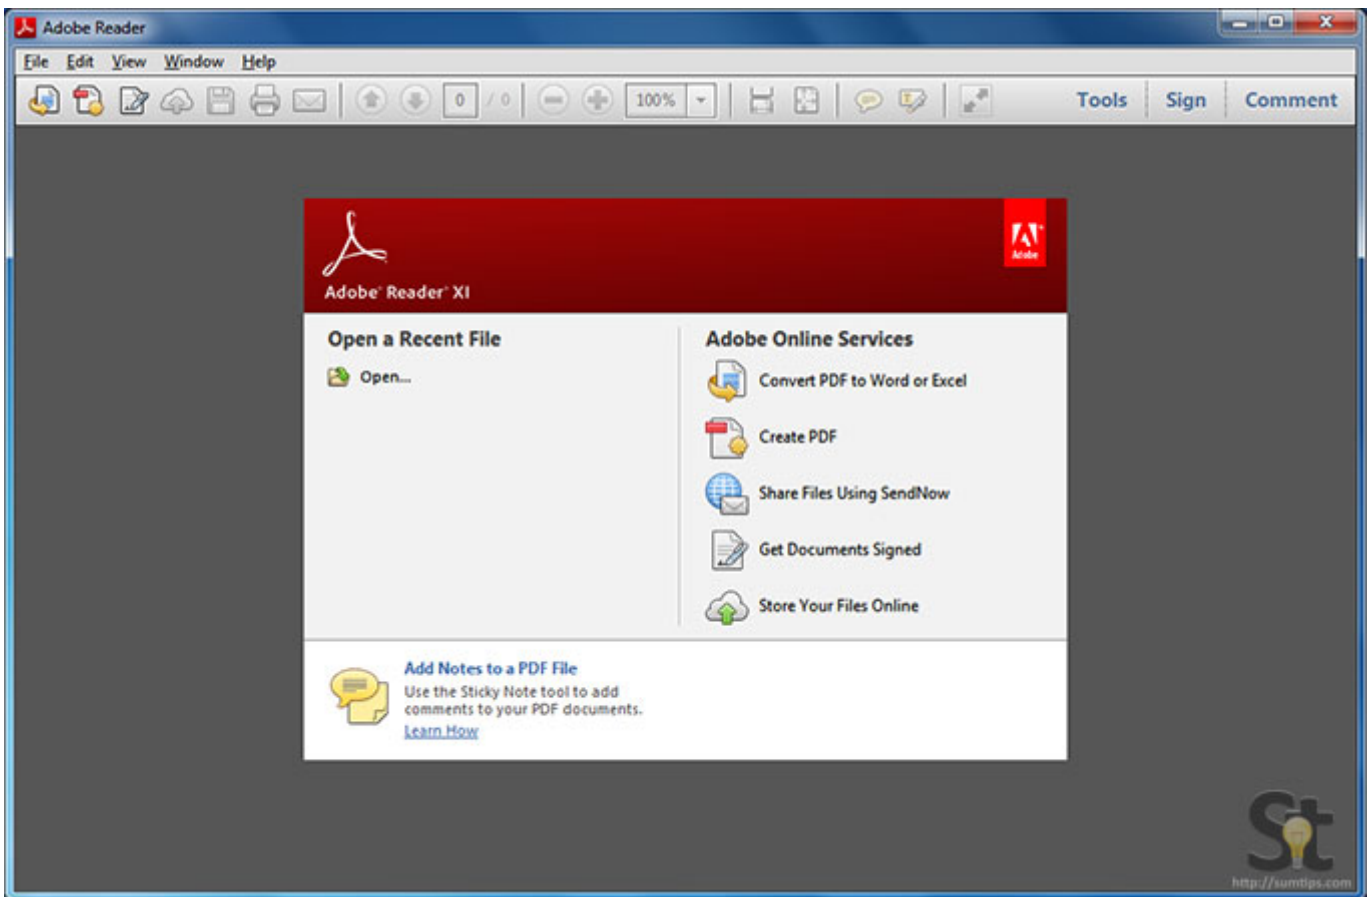 Adobe Reader
File Edit View Window Help
0 / 0 100% Tools Sign Comment
Adobe
Adobe® Reader® XI
Open a Recent File
Open...
Adobe Online Services
Convert PDF to Word or Excel
Create PDF
Share Files Using SendNow
Get Documents Signed
Store Your Files Online
Add Notes to a PDF File
Use the Sticky Note tool to add
comments to your PDF documents.
Learn How
St
http://sumtips.com